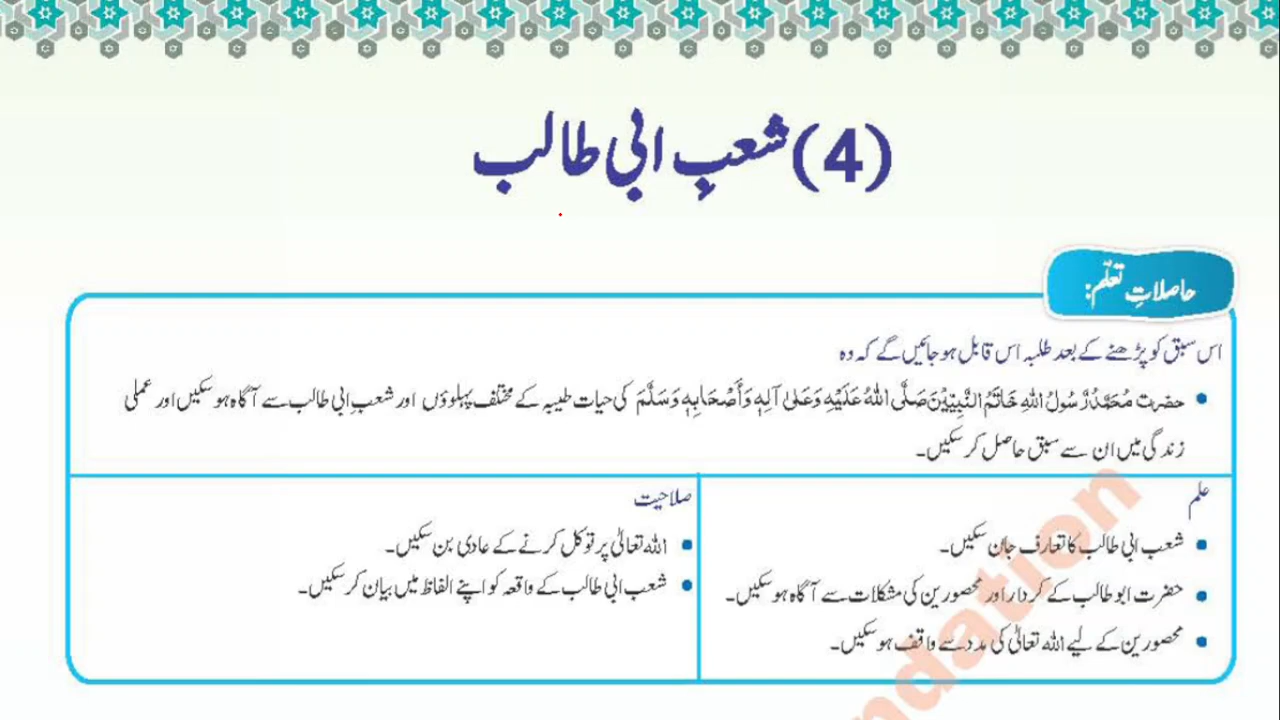 (4) شعبِ ابی طالب
حاصلاتِ تعلّم:
اس سبق کو پڑھنے کے بعد طلبہ اس قابل ہو جائیں گے کہ وہ
• حضرت مُحَمَّدٌ رَّسُوْلُ اللهِ خَاتَمُ النَّبِيّٖنَ صَلَّى اللهُ عَلَيْهِ وَعَلٰى آلِهٖ وَأَصْحَابِهٖ وَسَلَّمَ کی حیات طیبہ کے مختلف پہلوؤں اور شعبِ ابی طالب سے آگاہ ہو سکیں اور عملی
زندگی میں ان سے سبق حاصل کر سکیں۔
علم
• شعب ابی طالب کا تعارف جان سکیں۔
• حضرت ابو طالب کے کردار اور محصورین کی مشکلات سے آگاہ ہو سکیں۔
• محصورین کے لیے اللہ تعالیٰ کی مدد سے واقف ہو سکیں۔
صلاحیت
• اللہ تعالیٰ پر توکل کرنے کے عادی بن سکیں۔
• شعب ابی طالب کے واقعہ کو اپنے الفاظ میں بیان کر سکیں۔
ndation